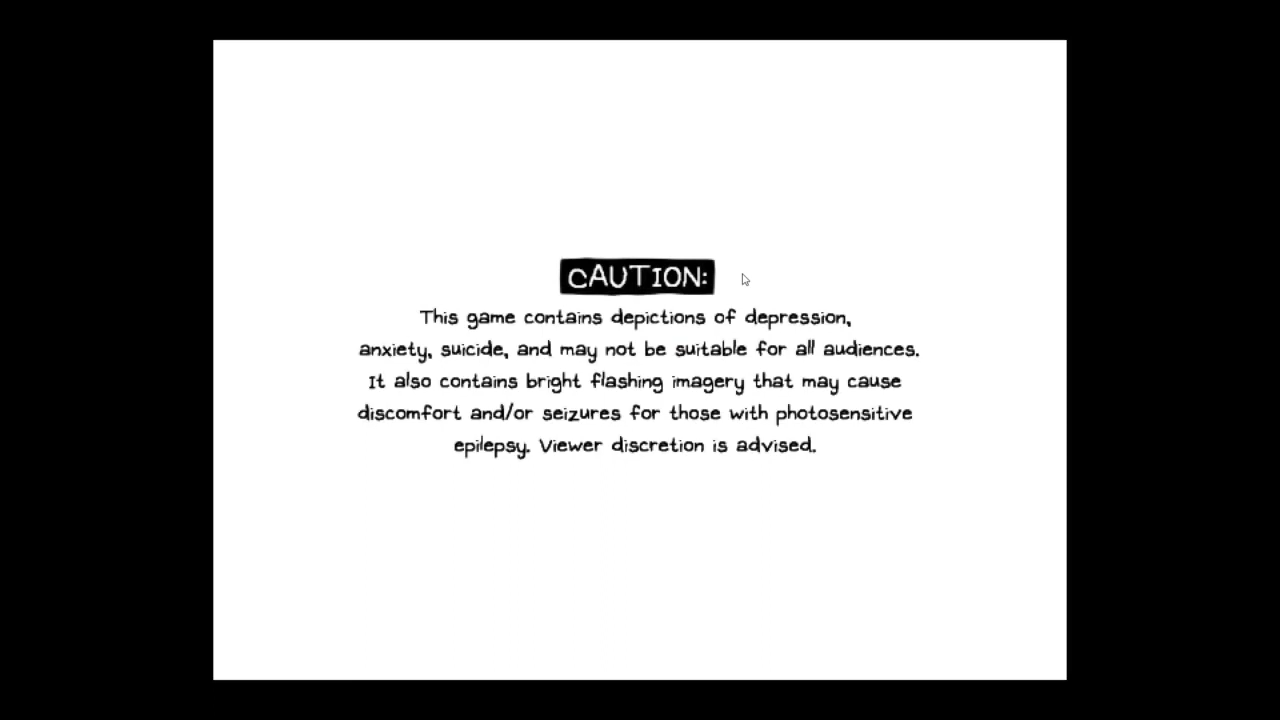 CAUTION:
This game contains depictions of depression,
anxiety, suicide, and may not be suitable for all audiences.
It also contains bright flashing imagery that may cause
discomfort and/or seizures for those with photosensitive
epilepsy. Viewer discretion is advised.